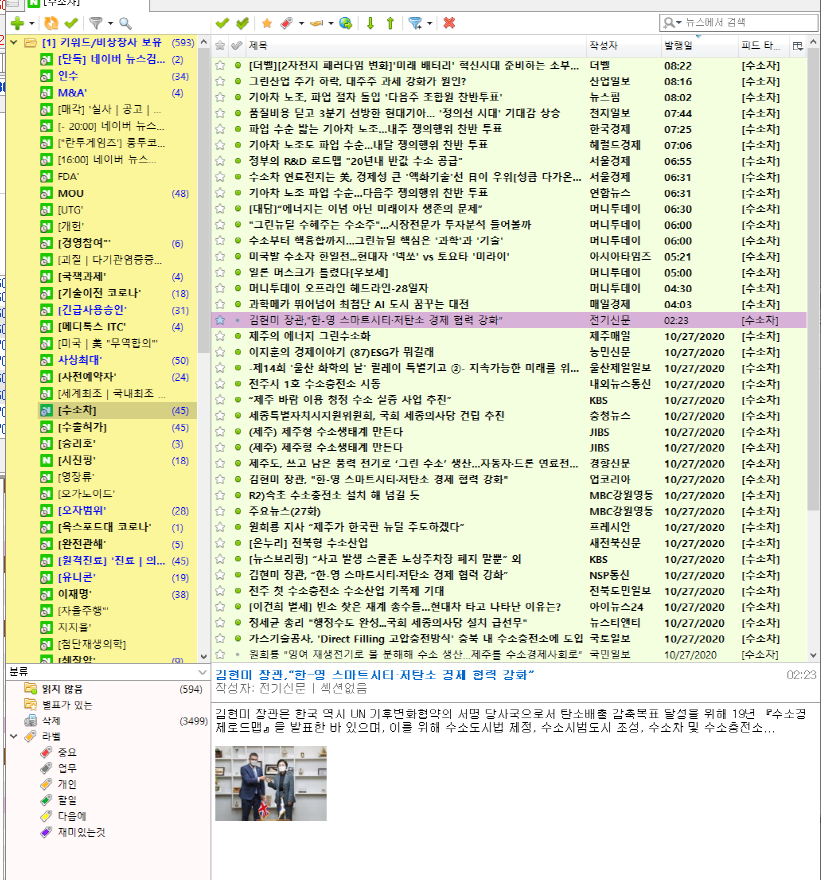 [수소차]
뉴스에서 검색
[1] 키워드/비상장사 보유 (593)
[단독] 네이버 뉴스검... (2)
인수 (34)
M&A' (4)
[매각] '실사 | 공고 | ...
[- 20:00] 네이버 뉴스...
["란투게임즈"] 룽투코...
[16:00] 네이버 뉴스...
FDA'
MOU (48)
[UTG'
[개헌'
[경영참여"' (6)
[괴질 | 다기관염증증...
[국책과제' (4)
[기술이전 코로나' (18)
[긴급사용승인' (31)
[메디톡스 ITC' (4)
[미국 | 美 "무역합의"'
사상최대' (50)
[사전예약자' (24)
[세계최초 | 국내최초 ...
[수소차] (45)
[수출허가] (45)
[승리호' (3)
[시진핑' (18)
[영장류'
[오가노이드'
[오자범위' (28)
[옥스포드대 코로나' (1)
[완전관해' (5)
[원격진료] '진료 | 의... (45)
[유니콘' (19)
이재명' (38)
[자율주행"'
지지율'
[첨단재생의학]
(9)
분류
읽지 않음 (594)
별표가 있는
삭제 (3499)
라벨
중요
업무
개인
할일
다음에
재미있는것
제목 작성자 발행일 피드 타...
[더벨][2차전지 패러다임 변화]'미래 배터리' 혁신시대 준비하는 소부... 더벨 08:22 [수소차]
그린산업 주가 하락, 대주주 과세 강화가 원인? 산업일보 08:16 [수소차]
기아차 노조, 파업 절차 돌입 '다음주 조합원 찬반투표' 뉴스핌 08:02 [수소차]
품질비용 딛고 3분기 선방한 현대기아... '정의선 시대' 기대감 상승 천지일보 07:44 [수소차]
파업 수순 밟는 기아차 노조...내주 쟁의행위 찬반 투표 한국경제 07:25 [수소차]
기아차 노조도 파업 수순...내달 쟁의행위 찬반 투표 헤럴드경제 07:06 [수소차]
정부의 R&D 로드맵 "20년내 반값 수소 공급" 서울경제 06:55 [수소차]
수소차 연료전지는 美, 경제성 큰 '액화기술'선 日이 우위[성큼 다가온... 서울경제 06:31 [수소차]
기아차 노조 파업 수순...다음주 쟁의행위 찬반 투표 연합뉴스 06:31 [수소차]
[대담]"에너지는 이념 아닌 미래이자 생존의 문제" 머니투데이 06:30 [수소차]
"그린뉴딜 수혜주는 수소주"...시장전문가 투자분석 들어볼까 머니투데이 06:00 [수소차]
수소부터 핵융합까지...그린뉴딜 핵심은 '과학'과 '기술' 머니투데이 06:00 [수소차]
미국발 수소차 한일전...현대차 '넥쏘' vs 토요타 '미라이' 아시아타임즈 05:21 [수소차]
일론 머스크가 틀렸다[우보세] 머니투데이 05:00 [수소차]
머니투데이 오프라인 헤드라인-28일자 머니투데이 04:30 [수소차]
과학메카 뛰어넘어 최첨단 AI 도시 꿈꾸는 대전 매일경제 04:03 [수소차]
김현미 장관,"한-영 스마트시티·저탄소 경제 협력 강화" 전기신문 02:23 [수소차]
제주의 에너지 그린수소화 제주매일 10/27/2020 [수소차]
이지훈의 경제이야기 (87)ESG가 뭐길래 농민신문 10/27/2020 [수소차]
-제14회 '울산 화학의 날' 릴레이 특별기고 ③- 지속가능한 미래를 위... 울산제일일보 10/27/2020 [수소차]
전주시 1호 수소충전소 시동 내외뉴스통신 10/27/2020 [수소차]
"제주 바람 이용 청정 수소 실증 사업 추진" KBS 10/27/2020 [수소차]
세종특별자치시지원위원회, 국회 세종의사당 건립 추진 충청뉴스 10/27/2020 [수소차]
(제주) 제주형 수소생태계 만든다 JIBS 10/27/2020 [수소차]
(제주) 제주형 수소생태계 만든다 JIBS 10/27/2020 [수소차]
제주도, 쓰고 남은 풍력 전기로 '그린 수소' 생산...자동차·드론 연료전... 경향신문 10/27/2020 [수소차]
김현미 장관, "한-영 스마트시티·저탄소 경제 협력 강화" 업코리아 10/27/2020 [수소차]
R2)속초 수소충전소 설치 해 넘길 듯 MBC강원영동 10/27/2020 [수소차]
주요뉴스(27회) MBC강원영동 10/27/2020 [수소차]
원희룡 지사 "제주가 한국판 뉴딜 주도하겠다" 프레시안 10/27/2020 [수소차]
[온누리] 전북형 수소산업 새전북신문 10/27/2020 [수소차]
[뉴스브리핑] "사고 발생 스쿨존 노상주차장 폐지 말뿐" 외 KBS 10/27/2020 [수소차]
김현미 장관, "한-영 스마트시티·저탄소 경제 협력 강화" NSP통신 10/27/2020 [수소차]
전주 첫 수소충전소 수소산업 기폭제 기대 전북도민일보 10/27/2020 [수소차]
[이건희 별세] 빈소 찾은 재계 총수들...현대차 타고 나타난 이유는? 아이뉴스24 10/27/2020 [수소차]
정세균 총리 "행정수도 완성...국회 세종의사당 설치 급선무" 뉴스티앤티 10/27/2020 [수소차]
가스기술공사, 'Direct Filling 고압충전방식' 충북 내 수소충전소에 도입 국토일보 10/27/2020 [수소차]
원희룡 "잉여 재생전기로 물 분해해 수소 생산...제주를 수소경제사회로" 국민일보 10/27/2020 [수소차]
김현미 장관,"한-영 스마트시티·저탄소 경제 협력 강화" 02:23
작성자: 전기신문 | 섹션없음
김현미 장관은 한국 역시 UN 기후변화협약의 서명 당사국으로서 탄소배출 감축목표 달성을 위해 19년 『수소경
제로드맵』을 발표한 바 있으며, 이를 위해 수소도시법 제정, 수소시범도시 조성, 수소차 및 수소충전소...